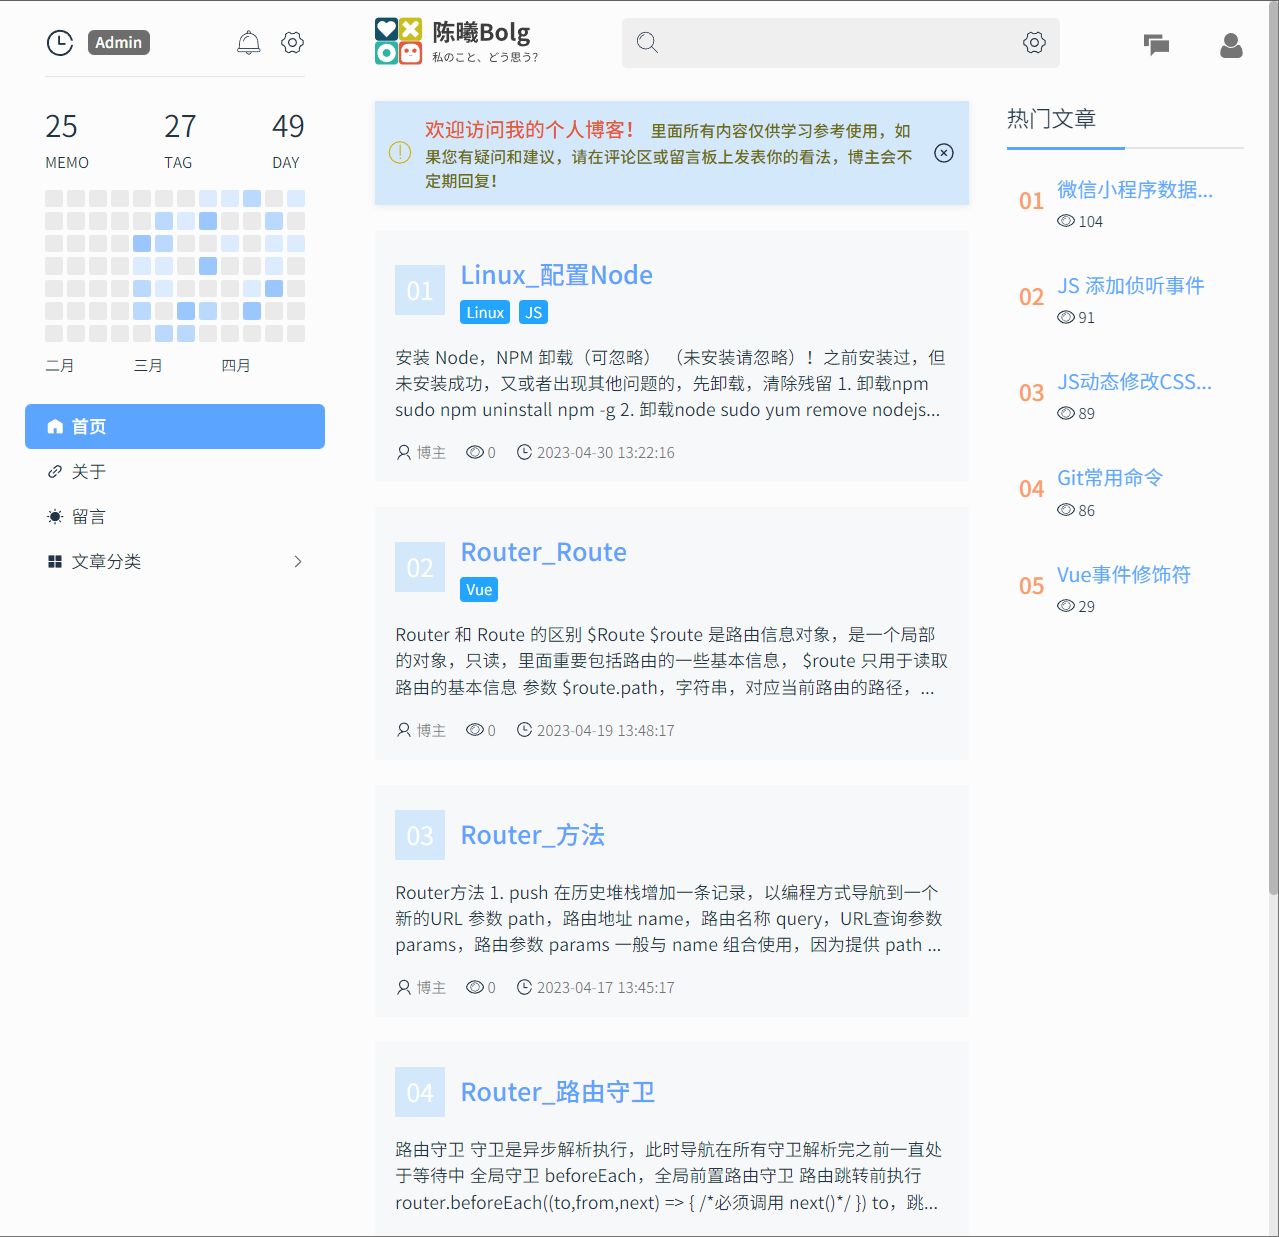 Admin
陈曦Bolg
私のこと、どう思う？
25
27
49
MEMO
TAG
DAY
二月
三月
四月
首页
关于
留言
文章分类
欢迎访问我的个人博客！ 里面所有内容仅供学习参考使用，如
果您有疑问和建议，请在评论区或留言板上发表你的看法，博主会不
定期回复！
01
Linux_配置Node
Linux
JS
安装 Node，NPM 卸载（可忽略） （未安装请忽略）！之前安装过，但
未安装成功，又或者出现其他问题的，先卸载，清除残留 1. 卸载npm
sudo npm uninstall npm -g 2. 卸载node sudo yum remove nodejs...
博主
0
2023-04-30 13:22:16
02
Router_Route
Vue
Router 和 Route 的区别 $Route $route 是路由信息对象，是一个局部
的对象，只读，里面重要包括路由的一些基本信息， $route 只用于读取
路由的基本信息 参数 $route.path，字符串，对应当前路由的路径，...
博主
0
2023-04-19 13:48:17
03
Router_方法
Router方法 1. push 在历史堆栈增加一条记录，以编程方式导航到一个
新的URL 参数 path，路由地址 name，路由名称 query，URL查询参数
params，路由参数 params 一般与 name 组合使用，因为提供 path ...
博主
0
2023-04-17 13:45:17
04
Router_路由守卫
路由守卫 守卫是异步解析执行，此时导航在所有守卫解析完之前一直处
于等待中 全局守卫 beforeEach，全局前置路由守卫 路由跳转前执行
router.beforeEach((to,from,next) => { /*必须调用 next()*/ }) to，跳...
热门文章
01
微信小程序数据...
104
02
JS 添加侦听事件
91
03
JS动态修改CSS...
89
04
Git常用命令
86
05
Vue事件修饰符
29